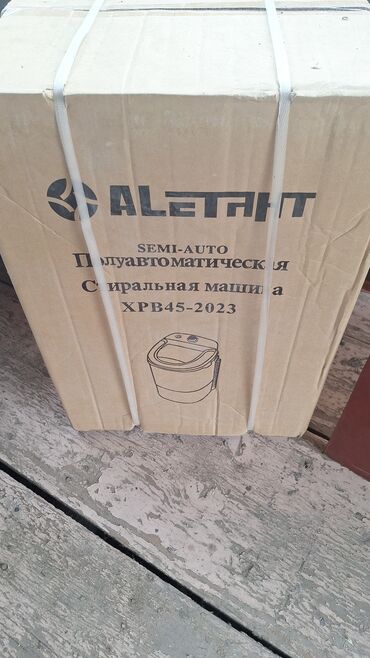 ALETAHT
SEMI-AUTO
Полуавтоматическая
Стиральная машина
XPB45-2023